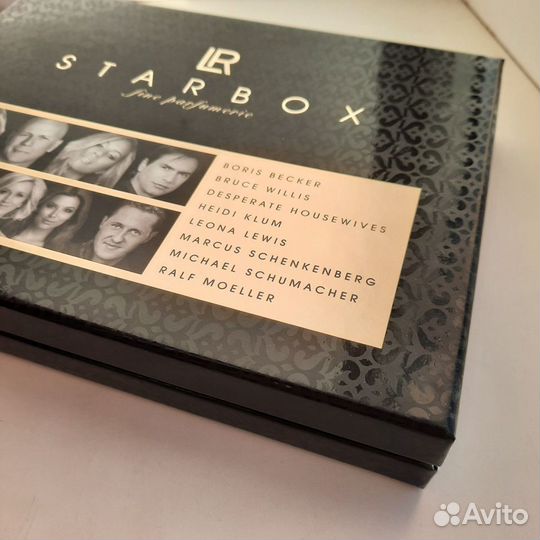 LR
STARBOX
fine parfumerie
BORIS BECKER
BRUCE WILLIS
DESPERATE HOUSEWIVES
HEIDI KLUM
LEONA LEWIS
MARCUS SCHENKENBERG
MICHAEL SCHUMACHER
RALF MOELLER
Avito